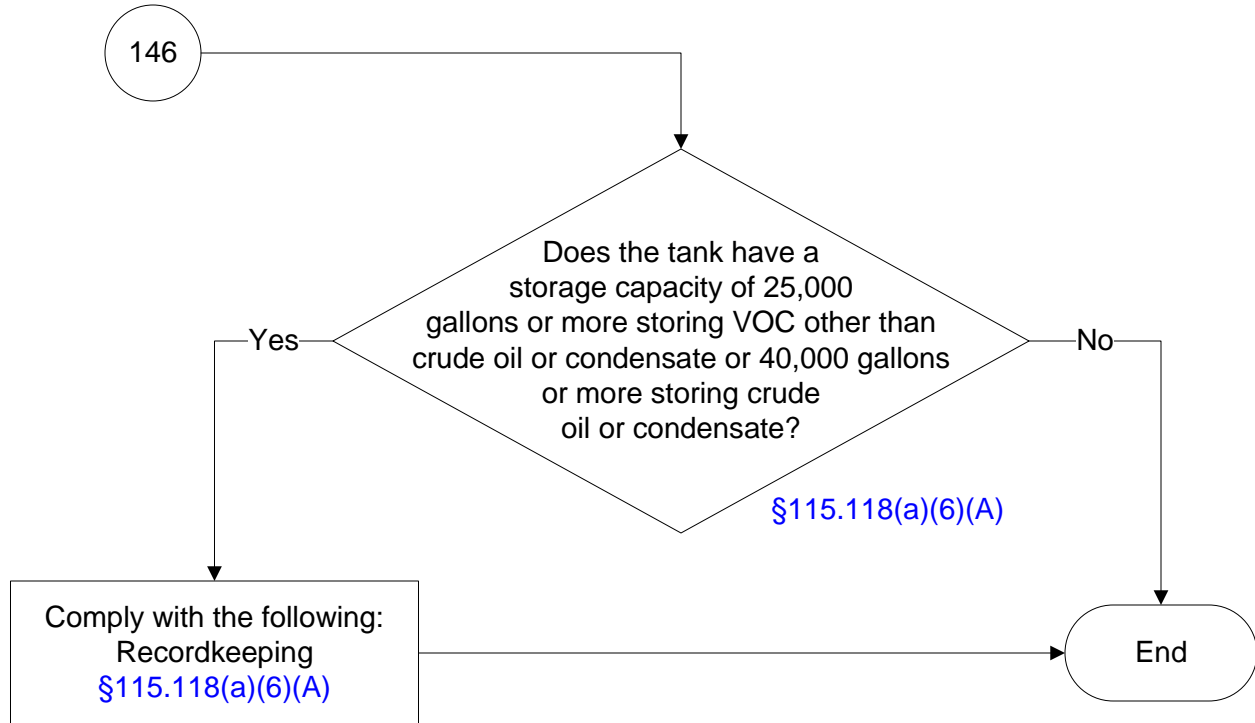 146
Does the tank have a
storage capacity of 25,000
gallons or more storing VOC other than
crude oil or condensate or 40,000 gallons
or more storing crude
oil or condensate?
Yes
No
§115.118(a)(6)(A)
Comply with the following:
Recordkeeping
§115.118(a)(6)(A)
End